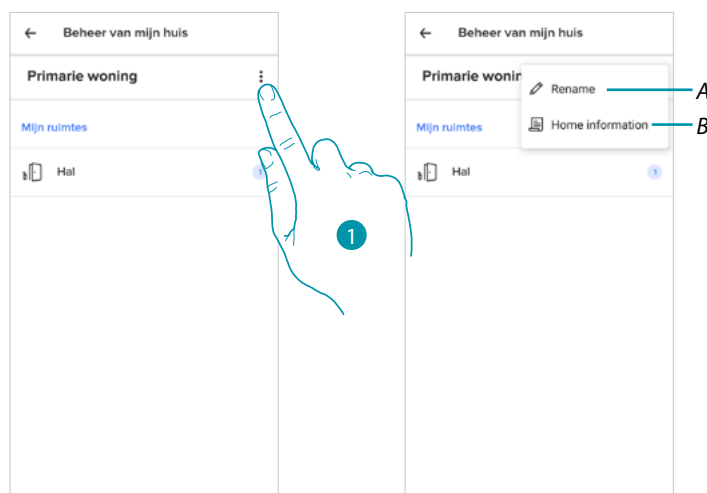 Beheer van mijn huis
Primarie woning
Mijn ruimtes
Hal
1
1
Beheer van mijn huis
Primarie wonin
Rename
A
Mijn ruimtes
Home information
B
Hal
1